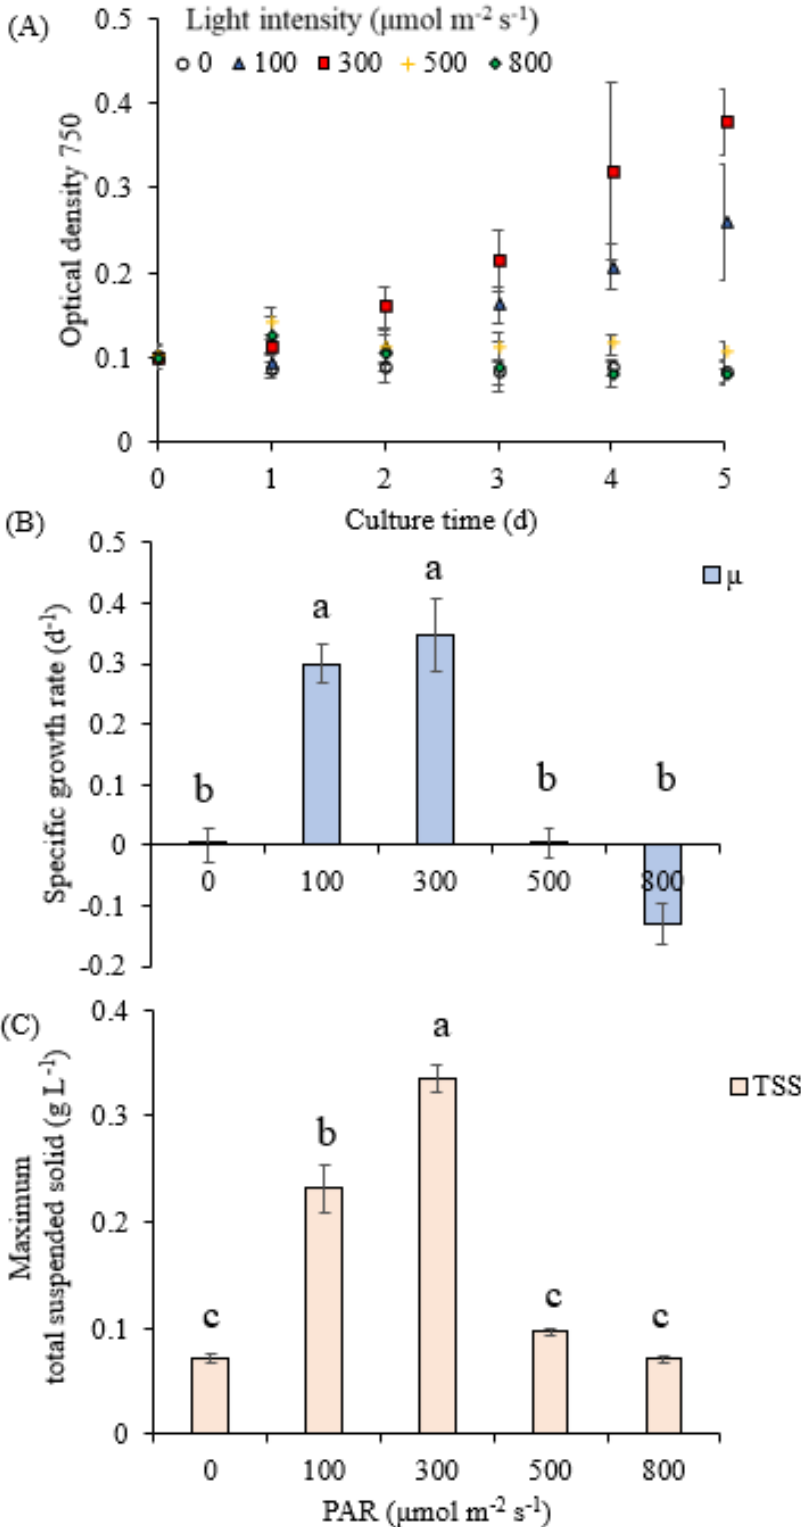 (A)
Light intensity (μmol m-2 s-1)
0 100 300 500 800
Optical density 750
0.5
0.4
0.3
0.2
0.1
0
0 1 2 3 4 5
Culture time (d)
(B)
μ
Specific growth rate (d-1)
0.5
0.4
0.3
0.2
0.1
0
-0.1
-0.2
b a a b b
0 100 300 500 800
(C)
TSS
Maximum
total suspended solid (g L-1)
0.4
0.3
0.2
0.1
0
c b a c c
0 100 300 500 800
PAR (μmol m-2 s-1)